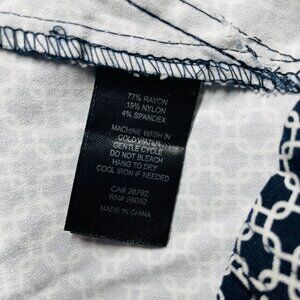 77% RAYON
19% NYLON
4% SPANDEX
MACHINE WASH IN
COLD WATER
GENTLE CYCLE
DO NOT BLEACH
HANG TO DRY
COOL IRON IF NEEDED
CA# 26792
RN# 96092
MADE IN CHINA